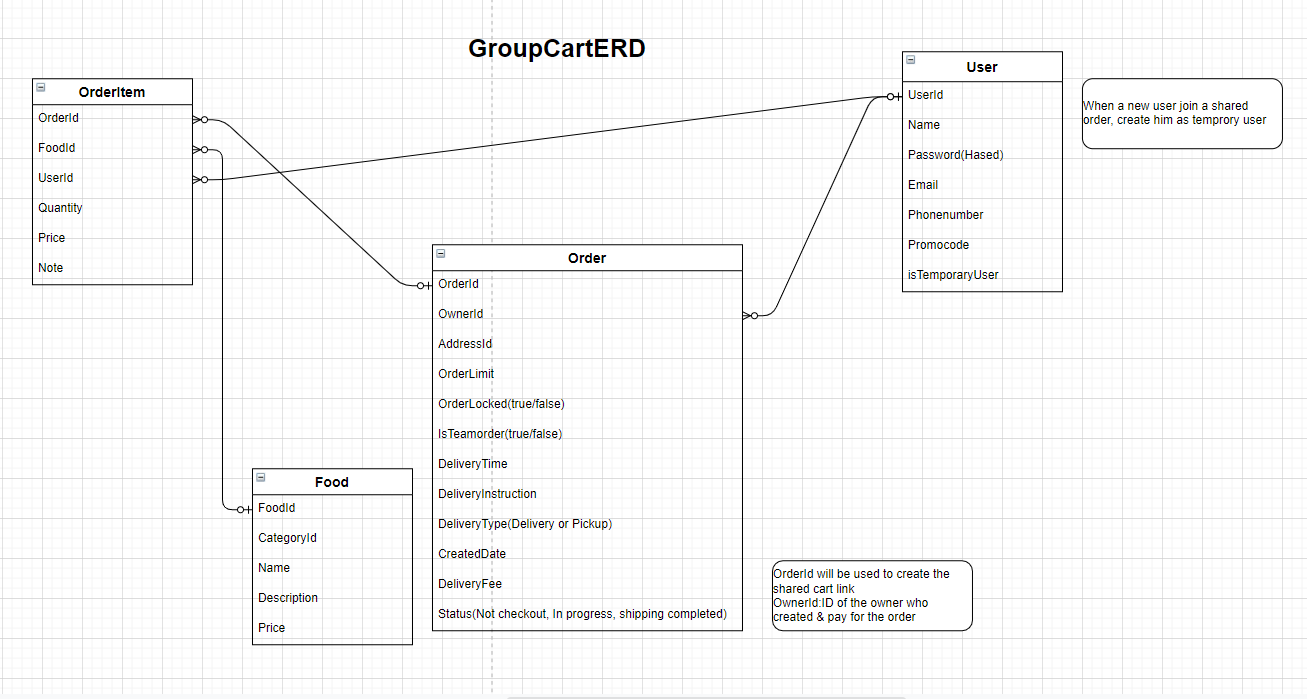 GroupCartERD
OrderItem
OrderId
FoodId
UserId
Quantity
Price
Note
User
UserId
Name
Password(Hased)
Email
Phonenumber
Promocode
isTemporaryUser
When a new user join a shared
order, create him as temprory user
Order
OrderId
OwnerId
AddressId
OrderLimit
OrderLocked(true/false)
IsTeamorder(true/false)
DeliveryTime
DeliveryInstruction
DeliveryType(Delivery or Pickup)
CreatedDate
DeliveryFee
Status(Not checkout, In progress, shipping completed)
Food
FoodId
CategoryId
Name
Description
Price
OrderId will be used to create the
shared cart link
OwnerId:ID of the owner who
created & pay for the order